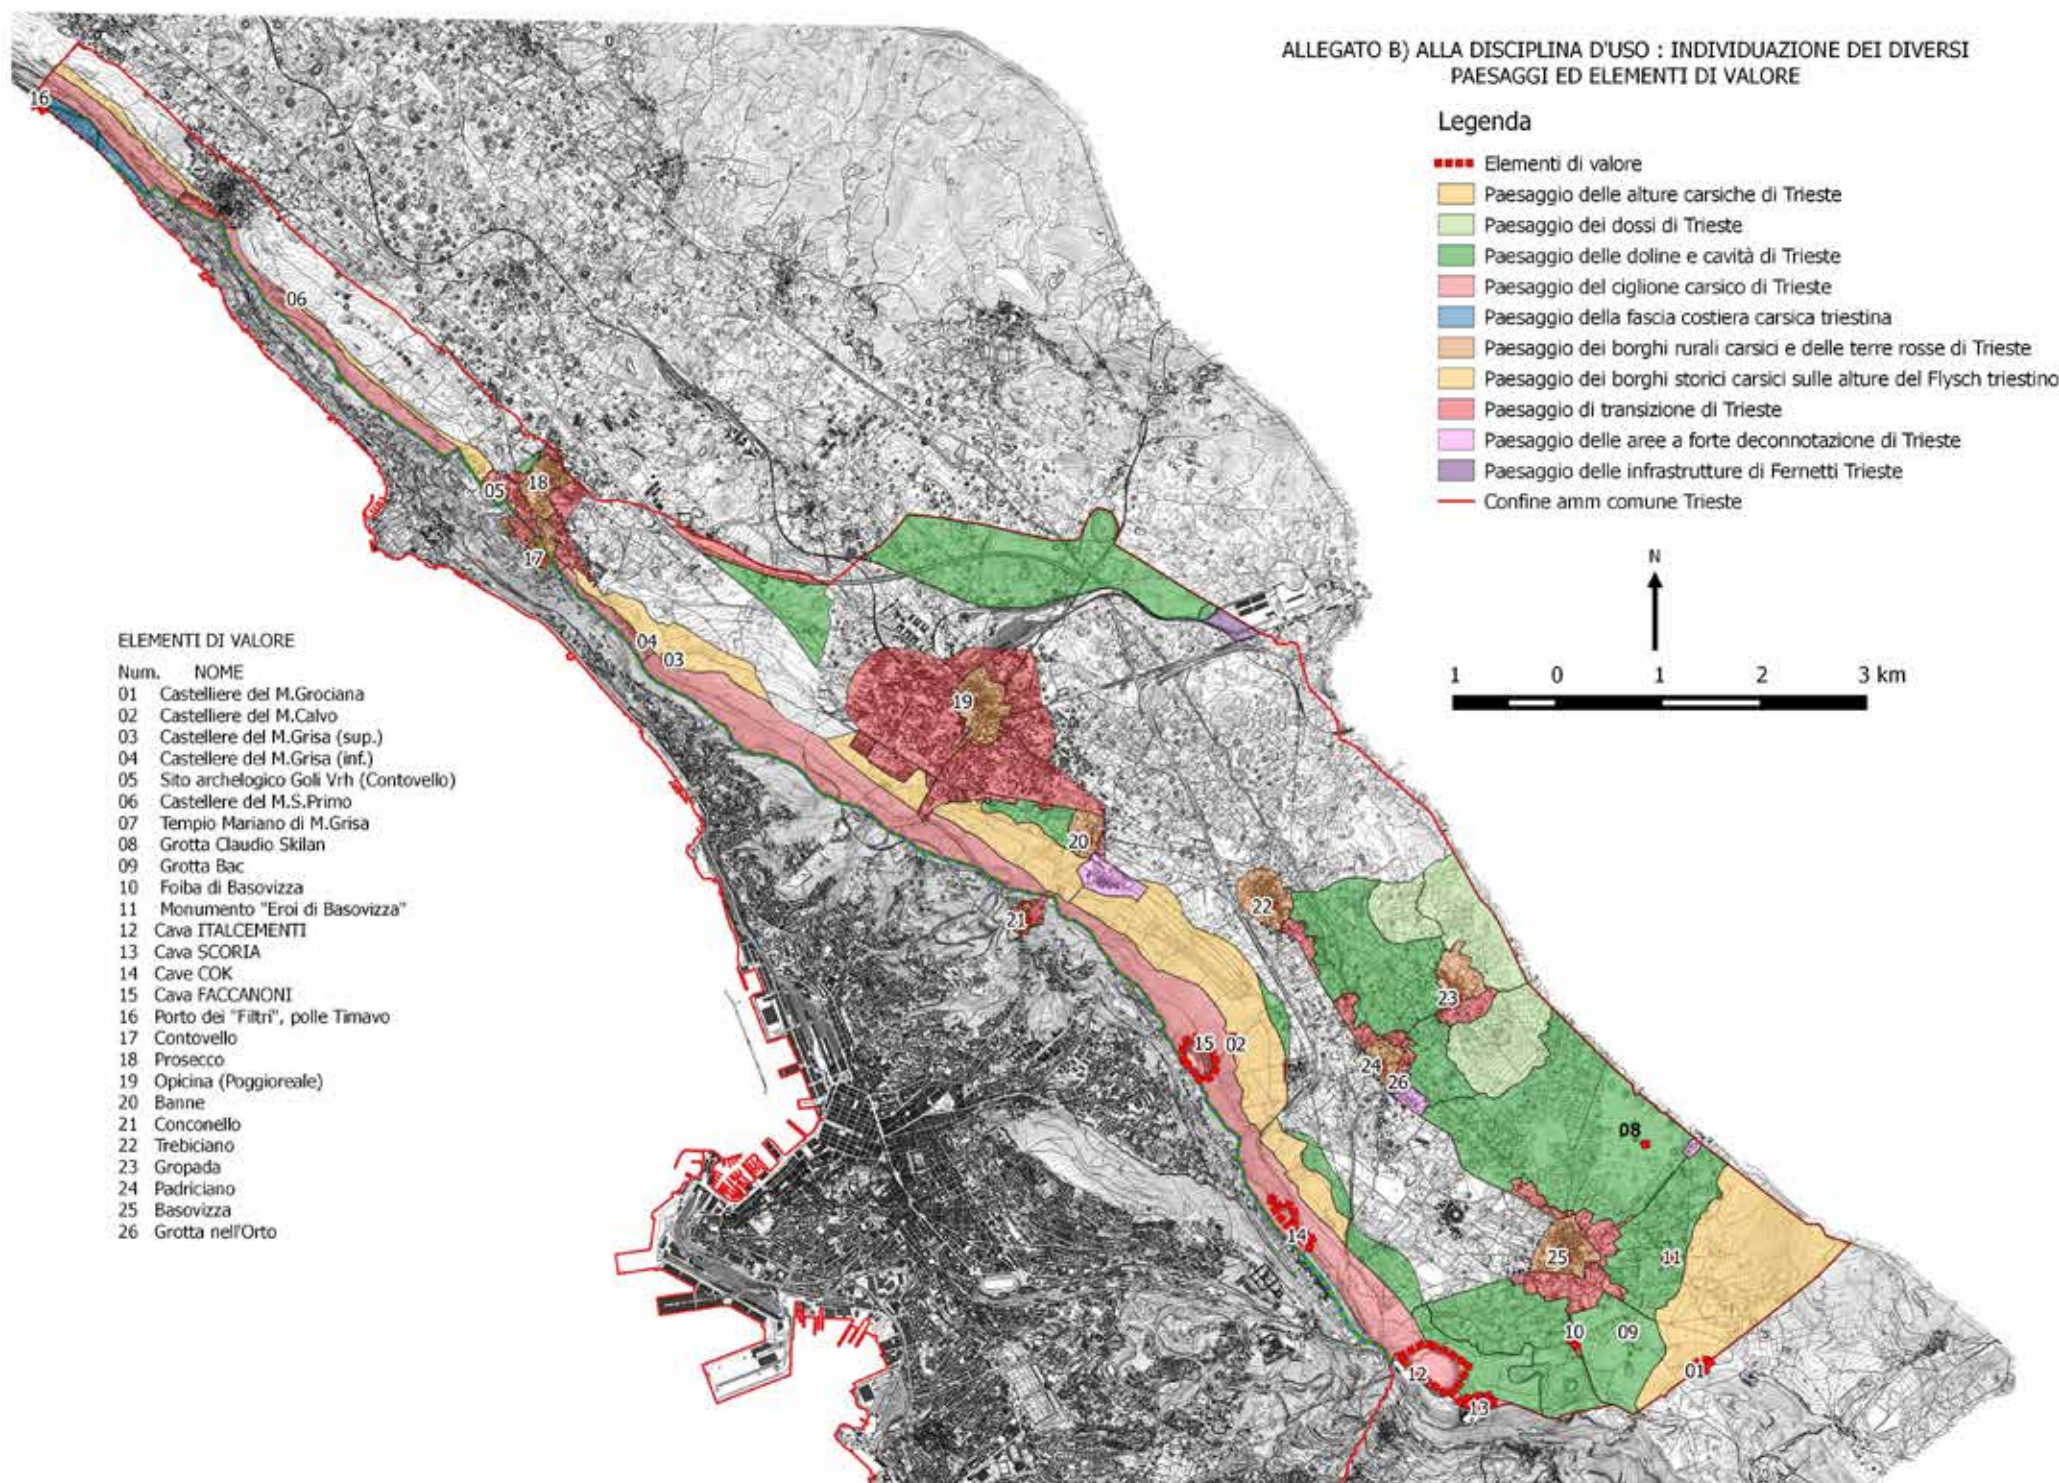 ALLEGATO B) ALLA DISCIPLINA D'USO : INDIVIDUAZIONE DEI DIVERSI
PAESAGGI ED ELEMENTI DI VALORE
Legenda
Elementi di valore
Paesaggio delle alture carsiche di Trieste
Paesaggio dei dossi di Trieste
Paesaggio delle doline e cavità di Trieste
Paesaggio del ciglione carsico di Trieste
Paesaggio della fascia costiera carsica triestina
Paesaggio dei borghi rurali carsici e delle terre rosse di Trieste
Paesaggio dei borghi storici carsici sulle alture del Flysch triestino
Paesaggio di transizione di Trieste
Paesaggio delle aree a forte deconnotazione di Trieste
Paesaggio delle infrastrutture di Fernetti Trieste
Confine amm comune Trieste
N
1 0 1 2 3 km
ELEMENTI DI VALORE
Num. NOME
01 Castelliere del M.Grociana
02 Castelliere del M.Calvo
03 Castellere del M.Grisa (sup.)
04 Castellere del M.Grisa (inf.)
05 Sito archelogico Goli Vrh (Contovello)
06 Castellere del M.S.Primo
07 Tempio Mariano di M.Grisa
08 Grotta Claudio Skilan
09 Grotta Bac
10 Foiba di Basovizza
11 Monumento "Eroi di Basovizza"
12 Cava ITALCEMENTI
13 Cava SCORIA
14 Cave COK
15 Cava FACCANONI
16 Porto dei "Filtri", polle Timavo
17 Contovello
18 Prosecco
19 Opicina (Poggioreale)
20 Banne
21 Conconello
22 Trebiciano
23 Gropada
24 Padriciano
25 Basovizza
26 Grotta nell'Orto
16
06
05
18
17
04
03
19
20
21
22
23
15
02
24
26
08
14
25
11
10
09
12
01
13